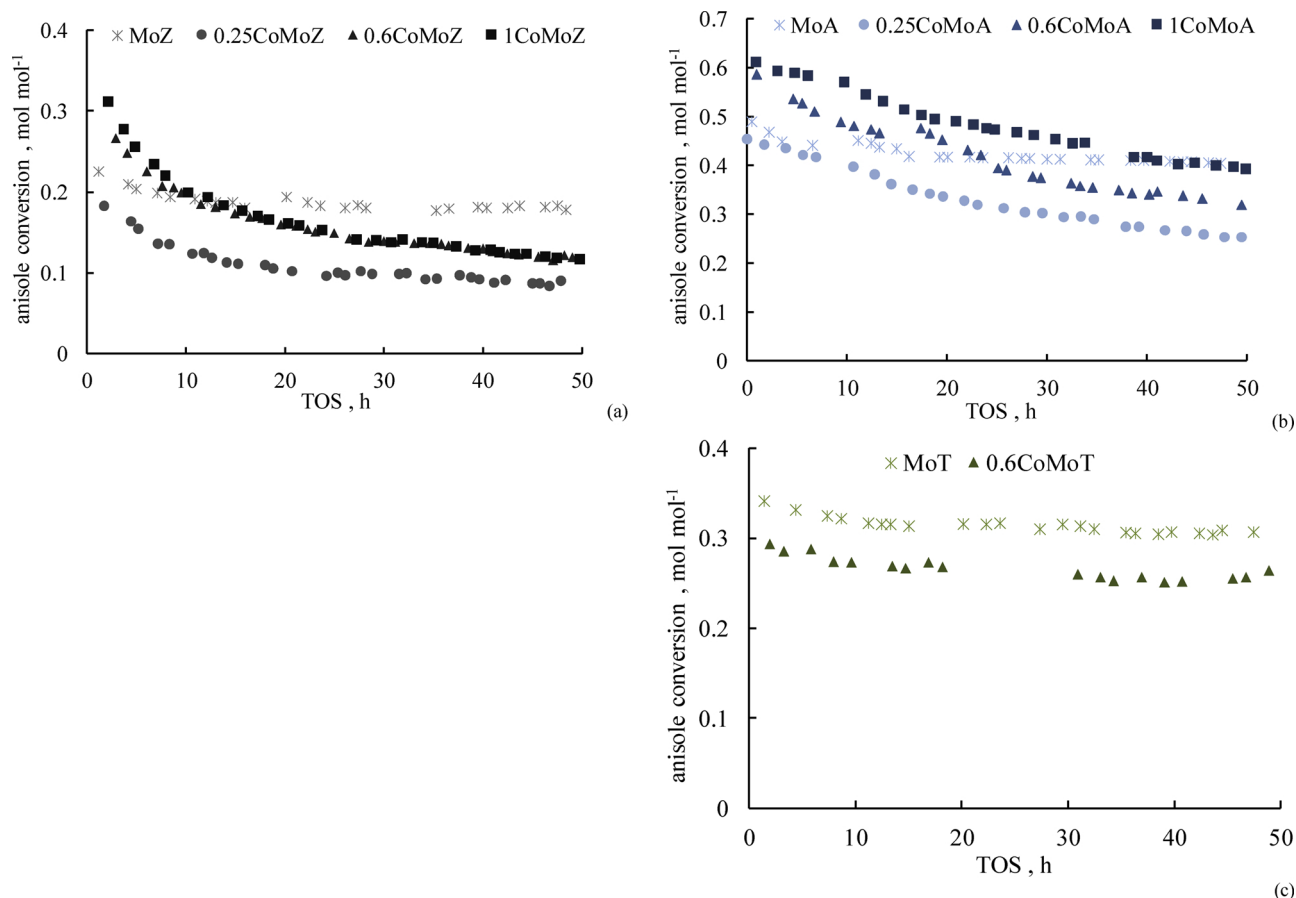 MoZ 0.25CoMoZ 0.6CoMoZ 1CoMoZ
anisole conversion , mol mol-1
0.4
0.3
0.2
0.1
0
0 10 20 30 40 50
TOS , h
(a)
MoA 0.25CoMoA 0.6CoMoA 1CoMoA
anisole conversion , mol mol-1
0.7
0.6
0.5
0.4
0.3
0.2
0.1
0
0 10 20 30 40 50
TOS , h
(b)
MoT 0.6CoMoT
anisole conversion , mol mol-1
0.4
0.3
0.2
0.1
0
0 10 20 30 40 50
TOS , h
(c)